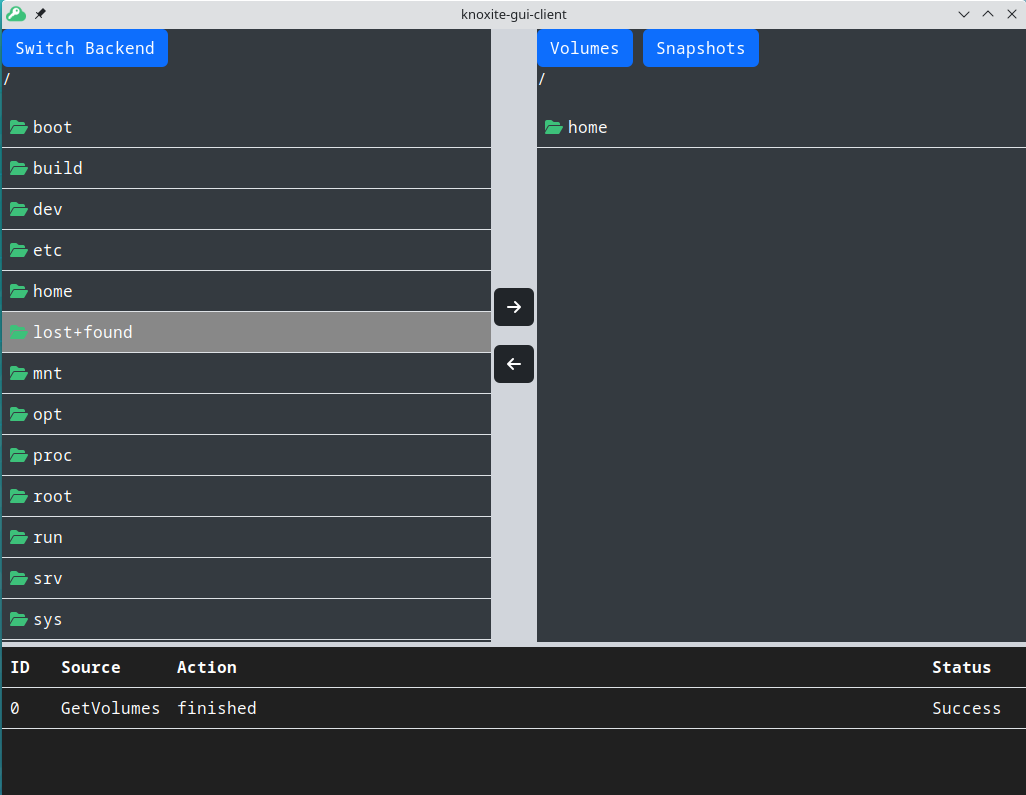 knoxite-gui-client
Switch Backend
/
boot
build
dev
etc
home
lost+found
mnt
opt
proc
root
run
srv
sys
Volumes Snapshots
/
home
ID Source Action Status
0 GetVolumes finished Success